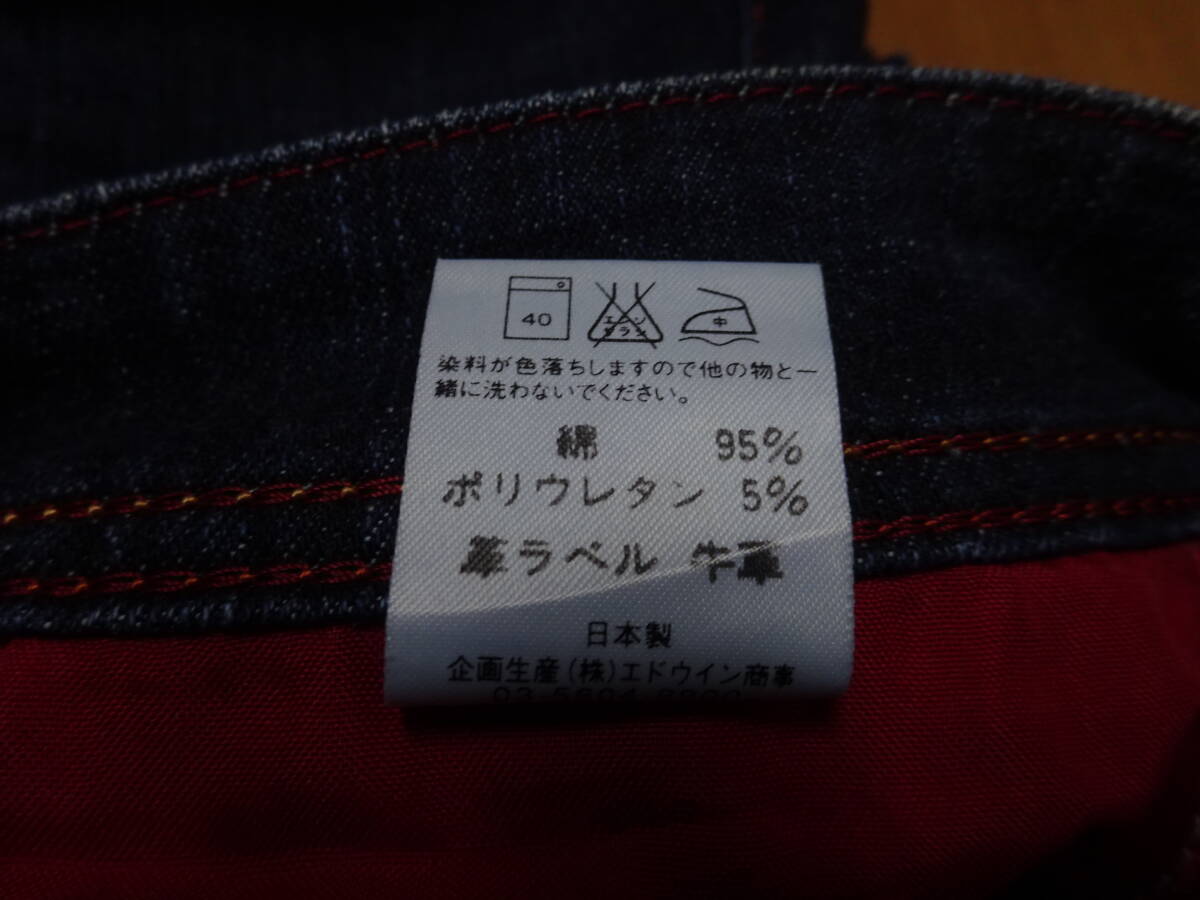 40
エンソ
サラシ
中
染料が色落ちしますので他の物と一
緒に洗わないでください。
綿 95%
ポリウレタン 5%
革ラベル 牛革
日本製
企画生産(株)エドウイン商事